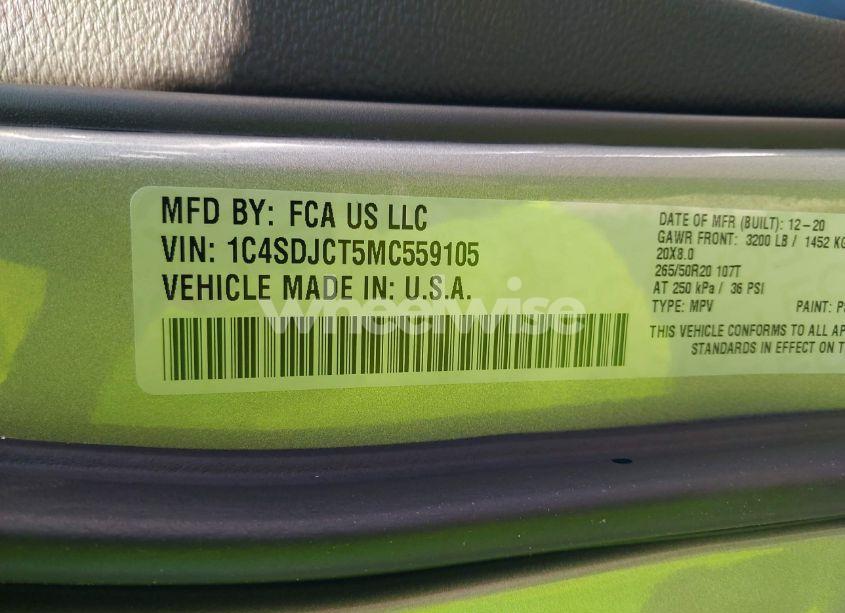 MFD BY: FCA US LLC
VIN: 1C4SDJCT5MC559105
VEHICLE MADE IN: U.S.A.
DATE OF MFR (BUILT): 12-20
GAWR FRONT: 3200 LB / 1452 KG
20X8.0
265/50R20 107T
AT 250 kPa / 36 PSI
TYPE: MPV PAINT:
THIS VEHICLE CONFORMS TO ALL
STANDARDS IN EFFECT ON
wheelwise